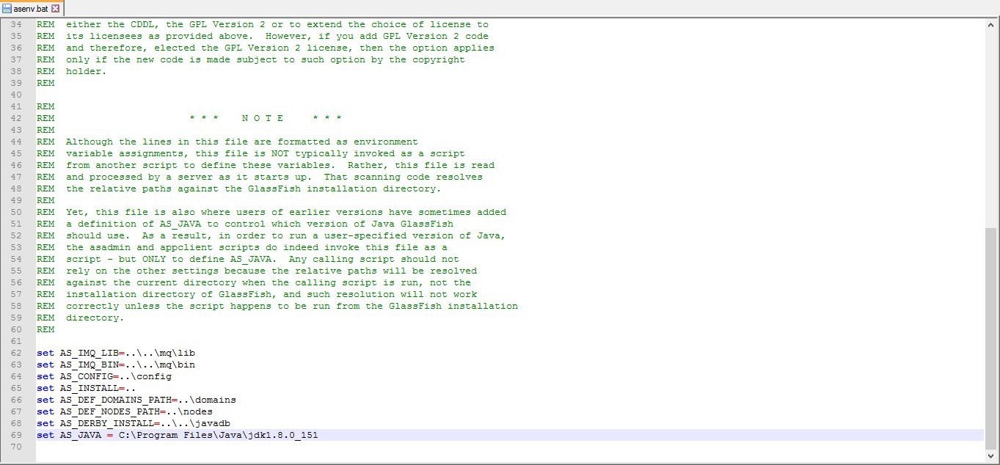 asenv.bat
34 REM  either the CDDL, the GPL Version 2 or to extend the choice of license to
35 REM  its licensees as provided above.  However, if you add GPL Version 2 code
36 REM  and therefore, elected the GPL Version 2 license, then the option applies
37 REM  only if the new code is made subject to such option by the copyright
38 REM  holder.
39 REM
40
41 REM
42 REM                       * * *    N O T E     * * *
43 REM
44 REM  Although the lines in this file are formatted as environment
45 REM  variable assignments, this file is NOT typically invoked as a script
46 REM  from another script to define these variables.  Rather, this file is read
47 REM  and processed by a server as it starts up.  That scanning code resolves
48 REM  the relative paths against the GlassFish installation directory.
49 REM
50 REM  Yet, this file is also where users of earlier versions have sometimes added
51 REM  a definition of AS_JAVA to control which version of Java GlassFish
52 REM  should use.  As a result, in order to run a user-specified version of Java,
53 REM  the asadmin and appclient scripts do indeed invoke this file as a
54 REM  script - but ONLY to define AS_JAVA.  Any calling script should not
55 REM  rely on the other settings because the relative paths will be resolved
56 REM  against the current directory when the calling script is run, not the
57 REM  installation directory of GlassFish, and such resolution will not work
58 REM  correctly unless the script happens to be run from the GlassFish installation
59 REM  directory.
60 REM
61
62 set AS_IMQ_LIB=..\..\mq\lib
63 set AS_IMQ_BIN=..\..\mq\bin
64 set AS_CONFIG=..\config
65 set AS_INSTALL=..
66 set AS_DEF_DOMAINS_PATH=..\domains
67 set AS_DEF_NODES_PATH=..\nodes
68 set AS_DERBY_INSTALL=..\..\javadb
69 set AS_JAVA = C:\Program Files\Java\jdk1.8.0_151
70